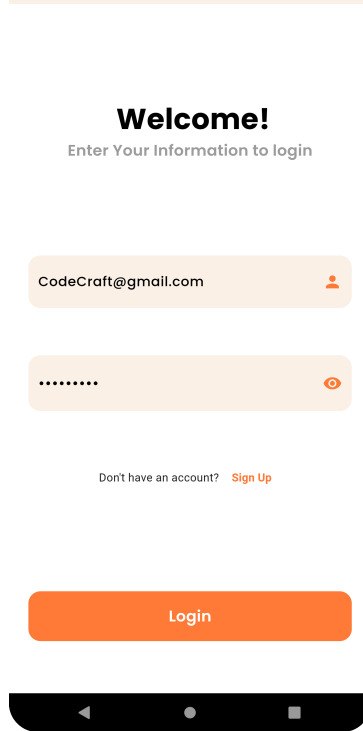 Welcome!
Enter Your Information to login
CodeCraft@gmail.com
•••••••••
Don't have an account? Sign Up
Login